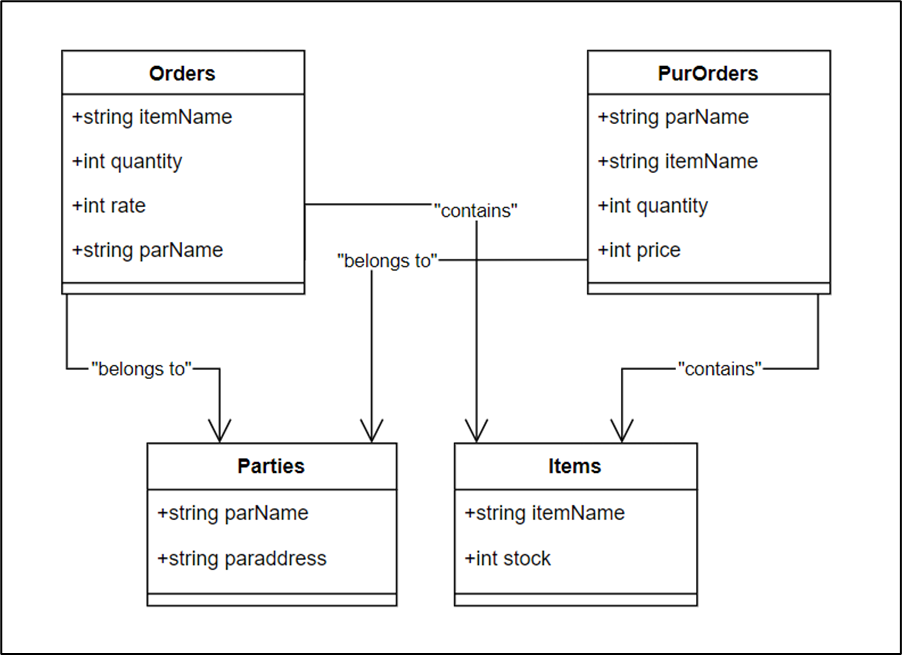 Orders
+string itemName
+int quantity
+int rate
+string parName
PurOrders
+string parName
+string itemName
+int quantity
+int price
"contains"
"belongs to"
"belongs to"
"contains"
Parties
+string parName
+string paraddress
Items
+string itemName
+int stock